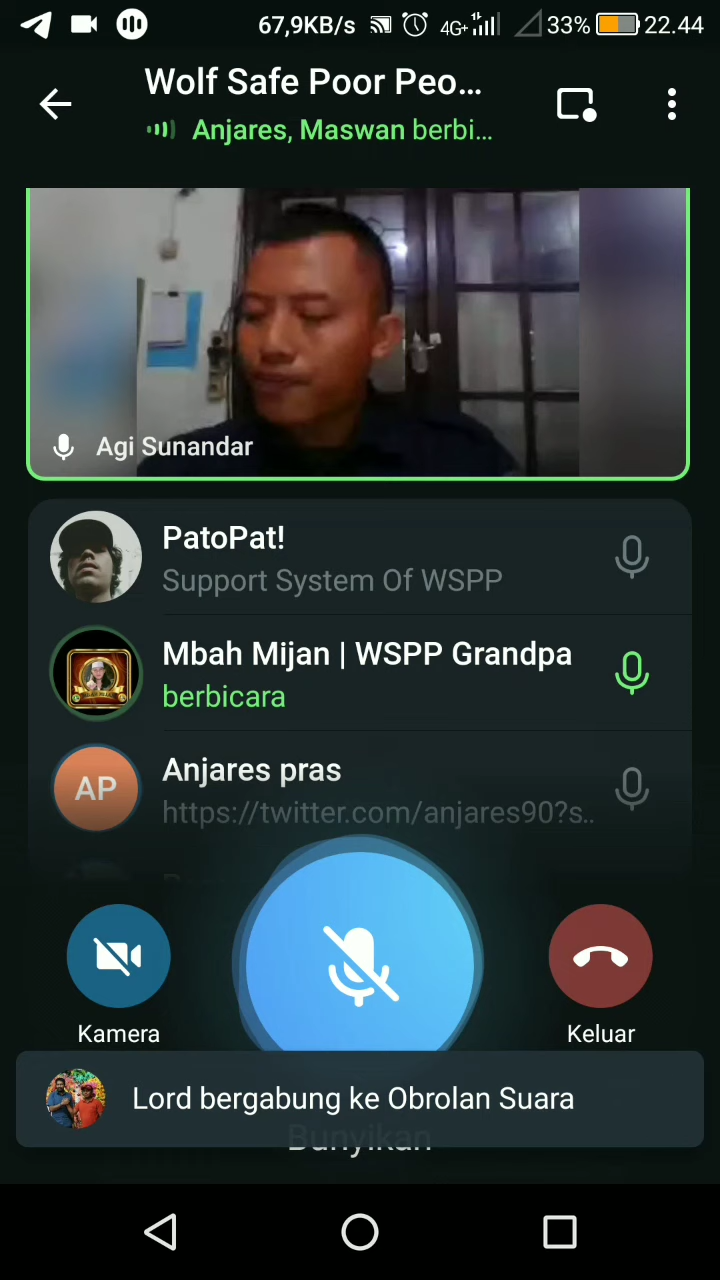 67,9KB/s 4G+ 33% 22.44
Wolf Safe Poor Peo...
Anjares, Maswan berbi...
Agi Sunandar
PatoPat!
Support System Of WSPP
Mbah Mijan | WSPP Grandpa
berbicara
AP
Anjares pras
https://twitter.com/anjares90?s..
Kamera
Keluar
Lord bergabung ke Obrolan Suara
Bunyikan